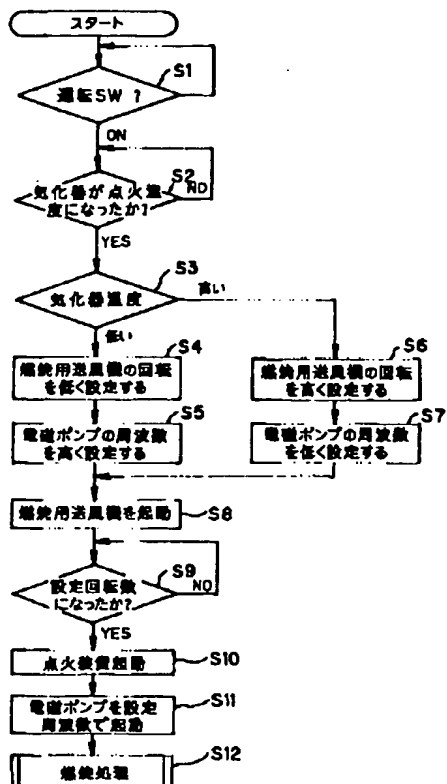 スタート
S1
運転SW ?
ON
S2
気化器が点火温
度になったか?
NO
YES
S3
気化器温度
高い
低い
S4
燃焼用送風機の回転
を低く設定する
S6
燃焼用送風機の回転
を高く設定する
S5
電磁ポンプの周波数
を高く設定する
S7
電磁ポンプの周波数
を低く設定する
燃焼用送風機を起動
S8
S9
設定回転数
になったか?
NO
YES
点火装置起動
S10
電磁ポンプを設定
周波数で起動
S11
燃焼処理
S12